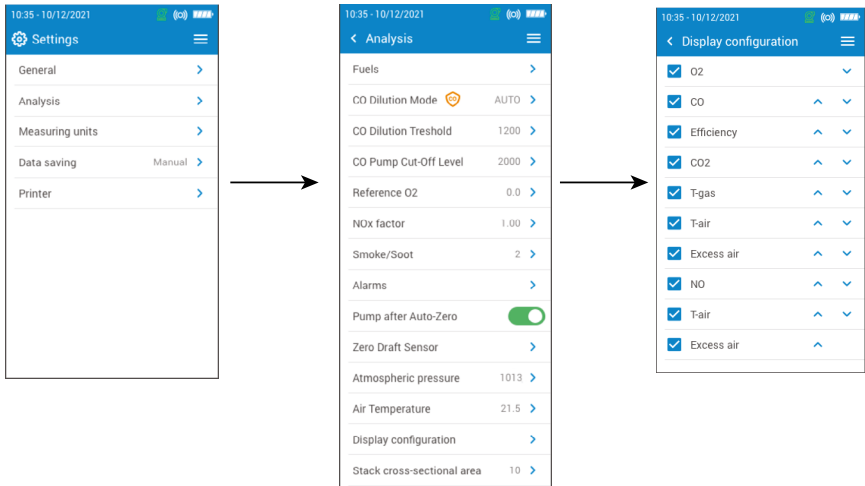 10:35 - 10/12/2021
Settings
General
Analysis
Measuring units
Data saving Manual
Printer
10:35 - 10/12/2021
Analysis
Fuels
CO Dilution Mode CO AUTO
CO Dilution Treshold 1200
CO Pump Cut-Off Level 2000
Reference O2 0.0
NOx factor 1.00
Smoke/Soot 2
Alarms
Pump after Auto-Zero
Zero Draft Sensor
Atmospheric pressure 1013
Air Temperature 21.5
Display configuration
Stack cross-sectional area 10
10:35 - 10/12/2021
Display configuration
O2
CO
Efficiency
CO2
T-gas
T-air
Excess air
NO
T-air
Excess air